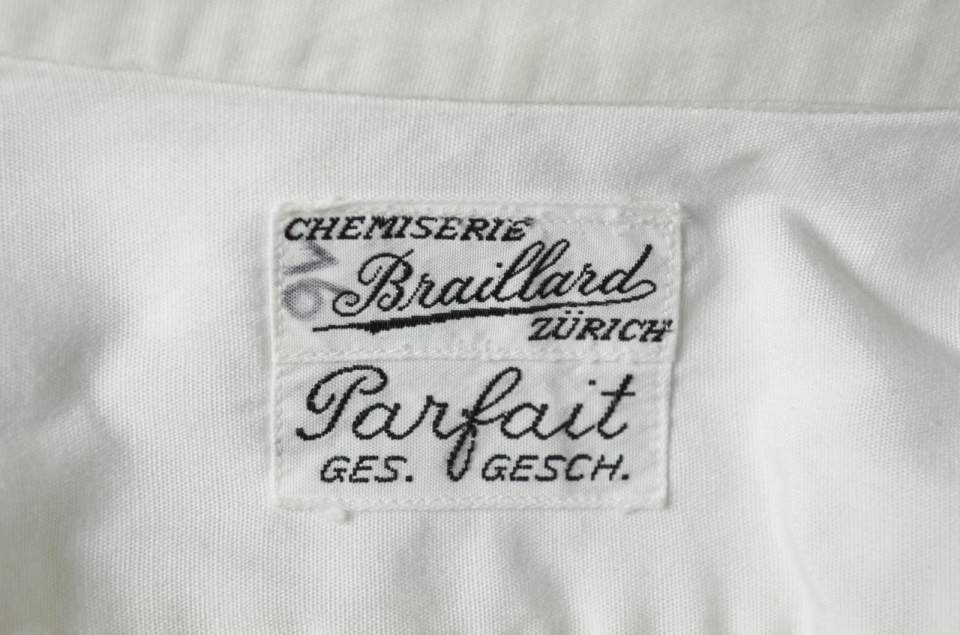 CHEMISERIE
Braillard
ZÜRICH
Parfait
GES. GESCH.